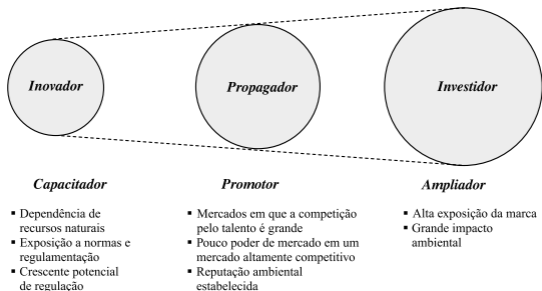 Inovador
Propagador
Investidor
Capacitador
▪ Dependência de
recursos naturais
▪ Exposição a normas e
regulamentação
▪ Crescente potencial
de regulação
Promotor
▪ Mercados em que a competição
pelo talento é grande
▪ Pouco poder de mercado em um
mercado altamente competitivo
▪ Reputação ambiental
estabelecida
Ampliador
▪ Alta exposição da marca
▪ Grande impacto
ambiental